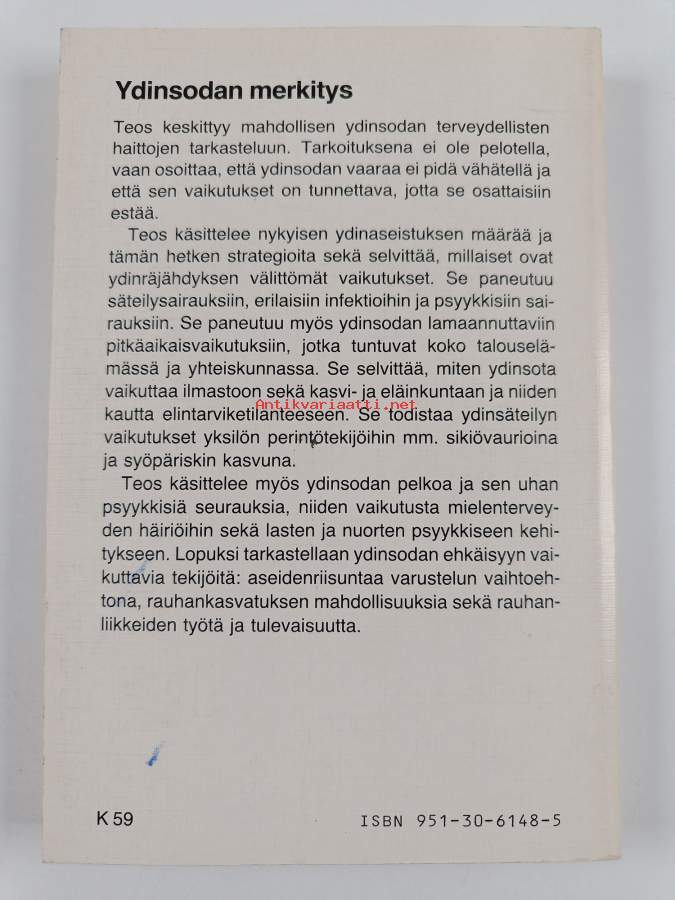 Ydinsodan merkitys
Teos keskittyy mahdollisen ydinsodan terveydellisten
haittojen tarkasteluun. Tarkoituksena ei ole pelotella,
vaan osoittaa, että ydinsodan vaaraa ei pidä vähätellä ja
että sen vaikutukset on tunnettava, jotta se osattaisiin
estää.
Teos käsittelee nykyisen ydinaseistuksen määrää ja
tämän hetken strategioita sekä selvittää, millaiset ovat
ydinräjähdyksen välittömät vaikutukset. Se paneutuu
säteilysairauksiin, erilaisiin infektioihin ja psyykkisiin sai-
rauksiin. Se paneutuu myös ydinsodan lamaannuttaviin
pitkäaikaisvaikutuksiin, jotka tuntuvat koko talouselä-
mässä ja yhteiskunnassa. Se selvittää, miten ydinsota
vaikuttaa ilmastoon sekä kasvi- ja eläinkuntaan ja niiden
Antikvariaatti.net
kautta elintarviketilanteeseen. Se todistaa ydinsäteilyn
vaikutukset yksilön perintötekijöihin mm. sikiövaurioina
ja syöpäriskin kasvuna.
Teos käsittelee myös ydinsodan pelkoa ja sen uhan
psyykkisiä seurauksia, niiden vaikutusta mielentervey-
den häiriöihin sekä lasten ja nuorten psyykkiseen kehi-
tykseen. Lopuksi tarkastellaan ydinsodan ehkäisyyn vai-
kuttavia tekijöitä: aseidenriisuntaa varustelun vaihtoeh-
tona, rauhankasvatuksen mahdollisuuksia sekä rauhan-
liikkeiden työtä ja tulevaisuutta.
K 59
ISBN 951-30-6148-5